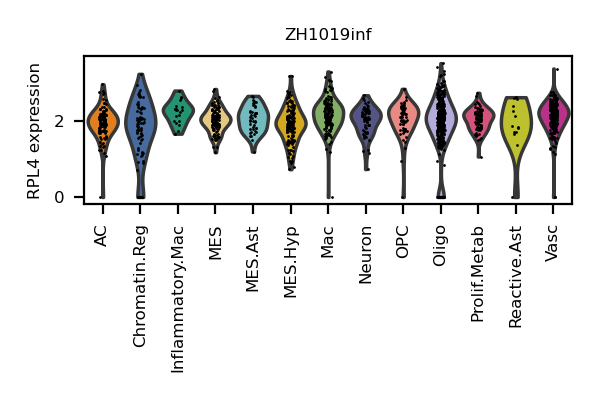 ZH1019inf
RPL4 expression
2
0
AC
Chromatin.Reg
Inflammatory.Mac
MES
MES.Ast
MES.Hyp
Mac
Neuron
OPC
Oligo
Prolif.Metab
Reactive.Ast
Vasc